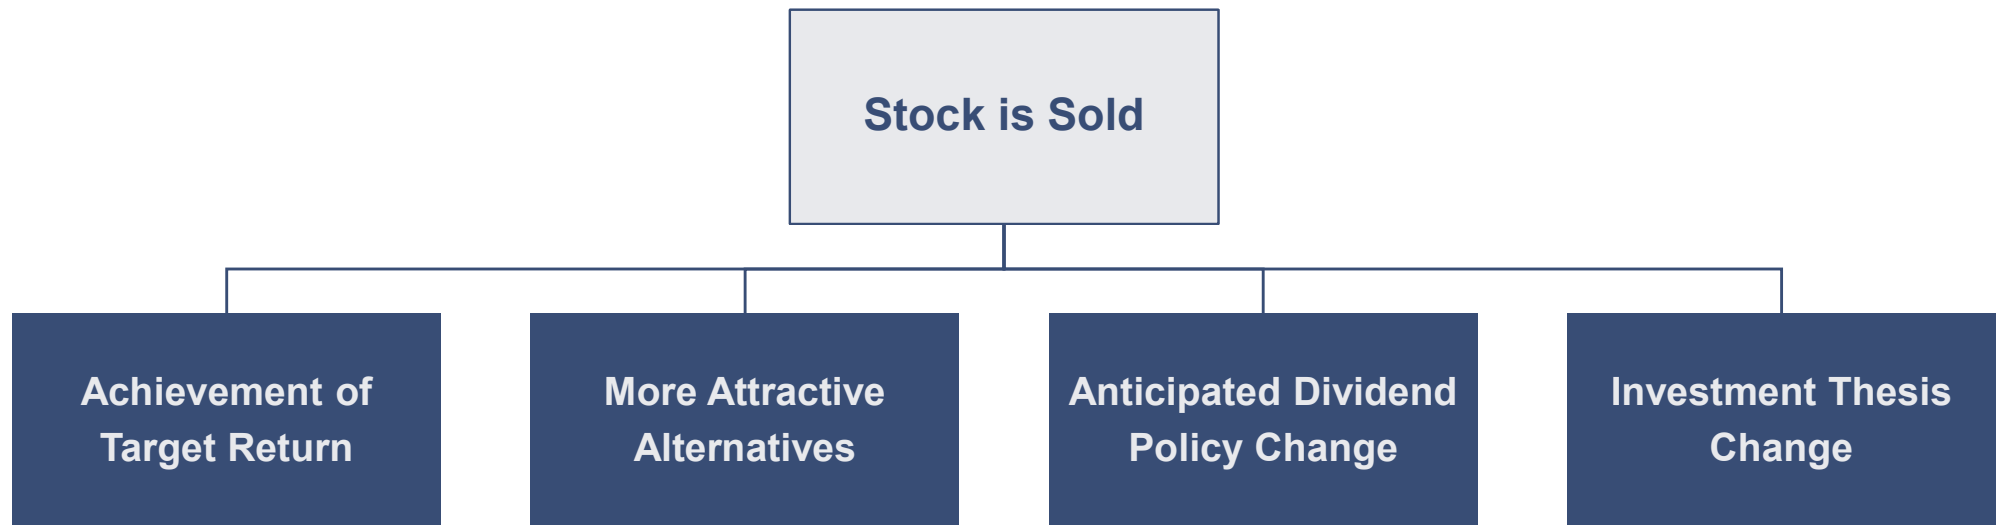 Stock is Sold
Achievement of
Target Return
More Attractive
Alternatives
Anticipated Dividend
Policy Change
Investment Thesis
Change